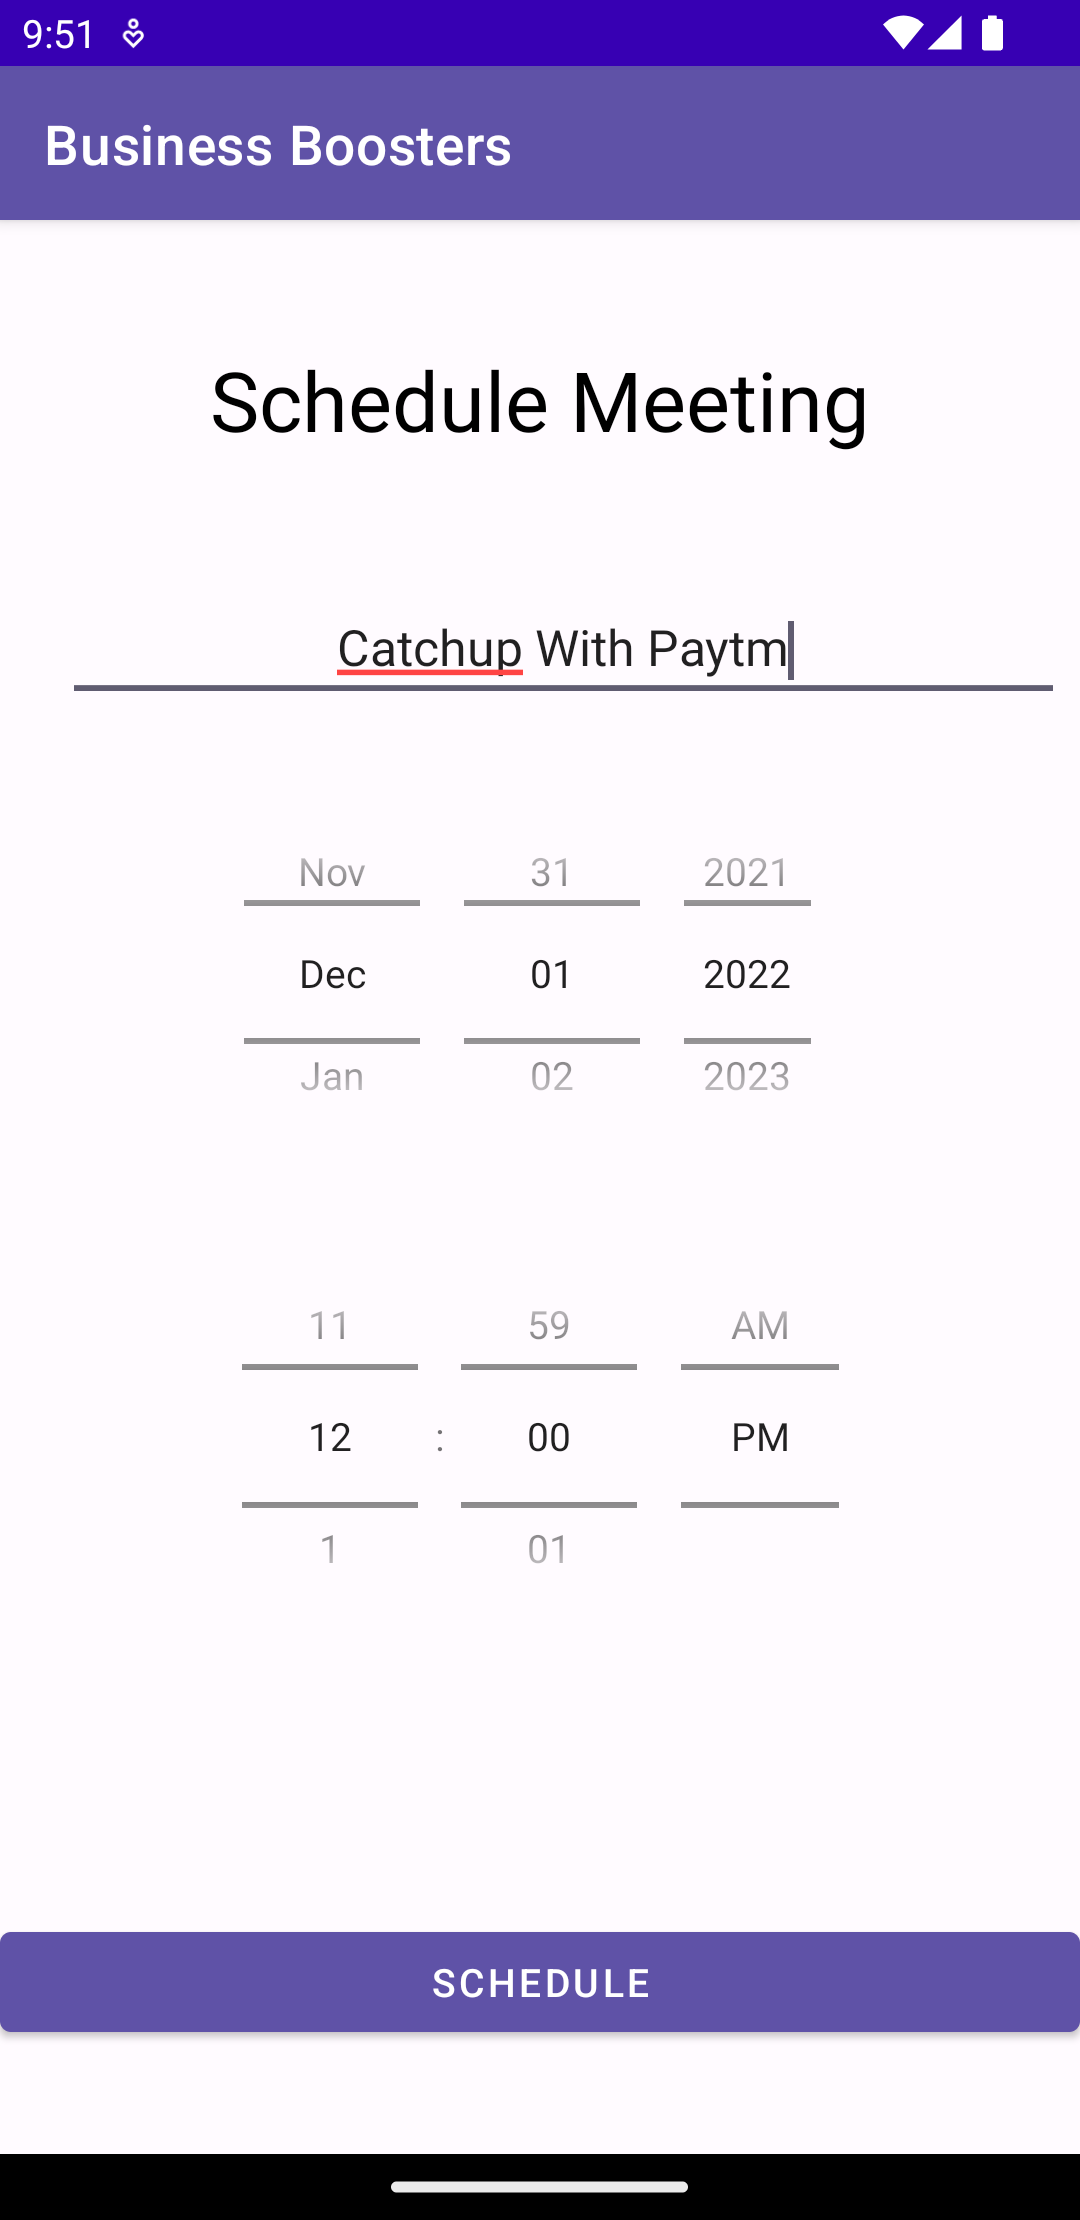 9:51
Business Boosters
Schedule Meeting
Catchup With Paytm
Nov 31 2021
Dec 01 2022
Jan 02 2023
11 59 AM
12 : 00 PM
1 01
SCHEDULE